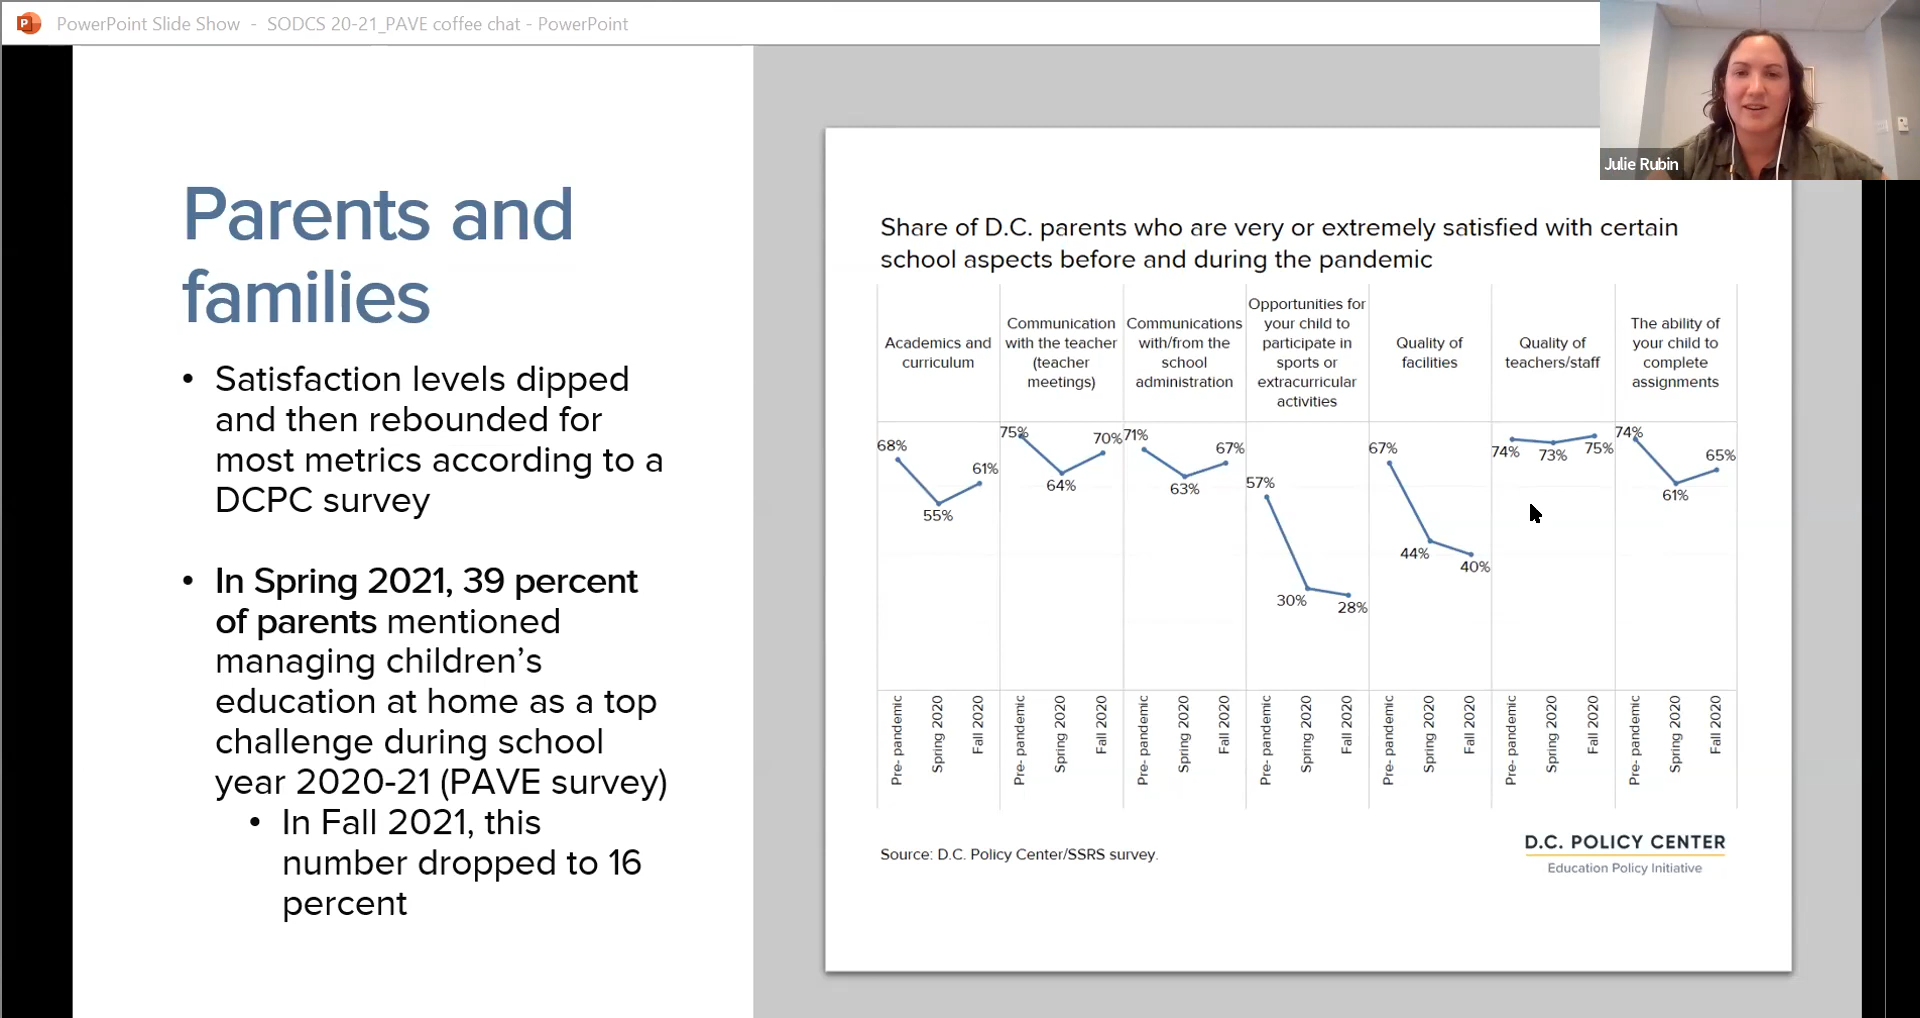 PowerPoint Slide Show - SODCS 20-21_PAVE coffee chat - PowerPoint
Julie Rubin
Parents and
families
• Satisfaction levels dipped
and then rebounded for
most metrics according to a
DCPC survey
• In Spring 2021, 39 percent
of parents mentioned
managing children’s
education at home as a top
challenge during school
year 2020-21 (PAVE survey)
• In Fall 2021, this
number dropped to 16
percent
Share of D.C. parents who are very or extremely satisfied with certain
school aspects before and during the pandemic
Academics and
curriculum
Communication
with the teacher
(teacher
meetings)
Communications
with/from the
school
administration
Opportunities for
your child to
participate in
sports or
extracurricular
activities
Quality of
facilities
Quality of
teachers/staff
The ability of
your child to
complete
assignments
68%
55%
61%
75%
64%
70%
71%
63%
67%
57%
30%
28%
67%
44%
40%
74%
73%
75%
74%
61%
65%
Pre- pandemic
Spring 2020
Fall 2020
Pre- pandemic
Spring 2020
Fall 2020
Pre- pandemic
Spring 2020
Fall 2020
Pre- pandemic
Spring 2020
Fall 2020
Pre- pandemic
Spring 2020
Fall 2020
Pre- pandemic
Spring 2020
Fall 2020
Pre- pandemic
Spring 2020
Fall 2020
Source: D.C. Policy Center/SSRS survey.
D.C. POLICY CENTER
Education Policy Initiative